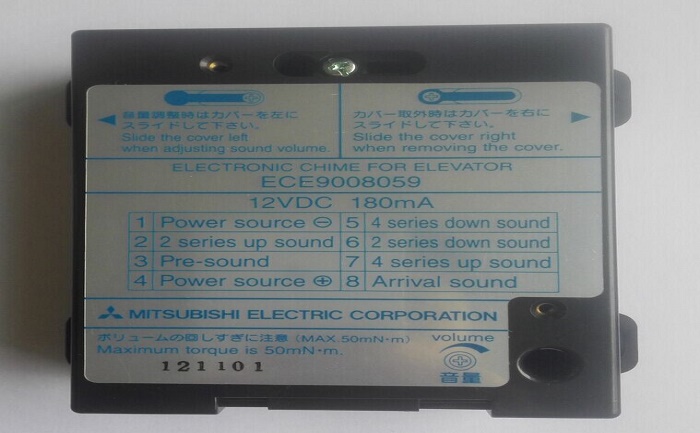 音量調整時はカバーを左に
スライドして下さい。
Slide the cover left
when adjusting sound volume.
カバー取外時はカバーを右に
スライドして下さい。
Slide the cover right
when removing the cover.
ELECTRONIC CHIME FOR ELEVATOR
ECE9008059
12VDC 180mA
1 Power source ⊖ 5 4 series down sound
2 2 series up sound 6 2 series down sound
3 Pre-sound 7 4 series up sound
4 Power source ⊕ 8 Arrival sound
MITSUBISHI ELECTRIC CORPORATION
ボリュームの回しすぎに注意 (MAX.50mN·m)
Maximum torque is 50mN·m.
121101
volume
音量